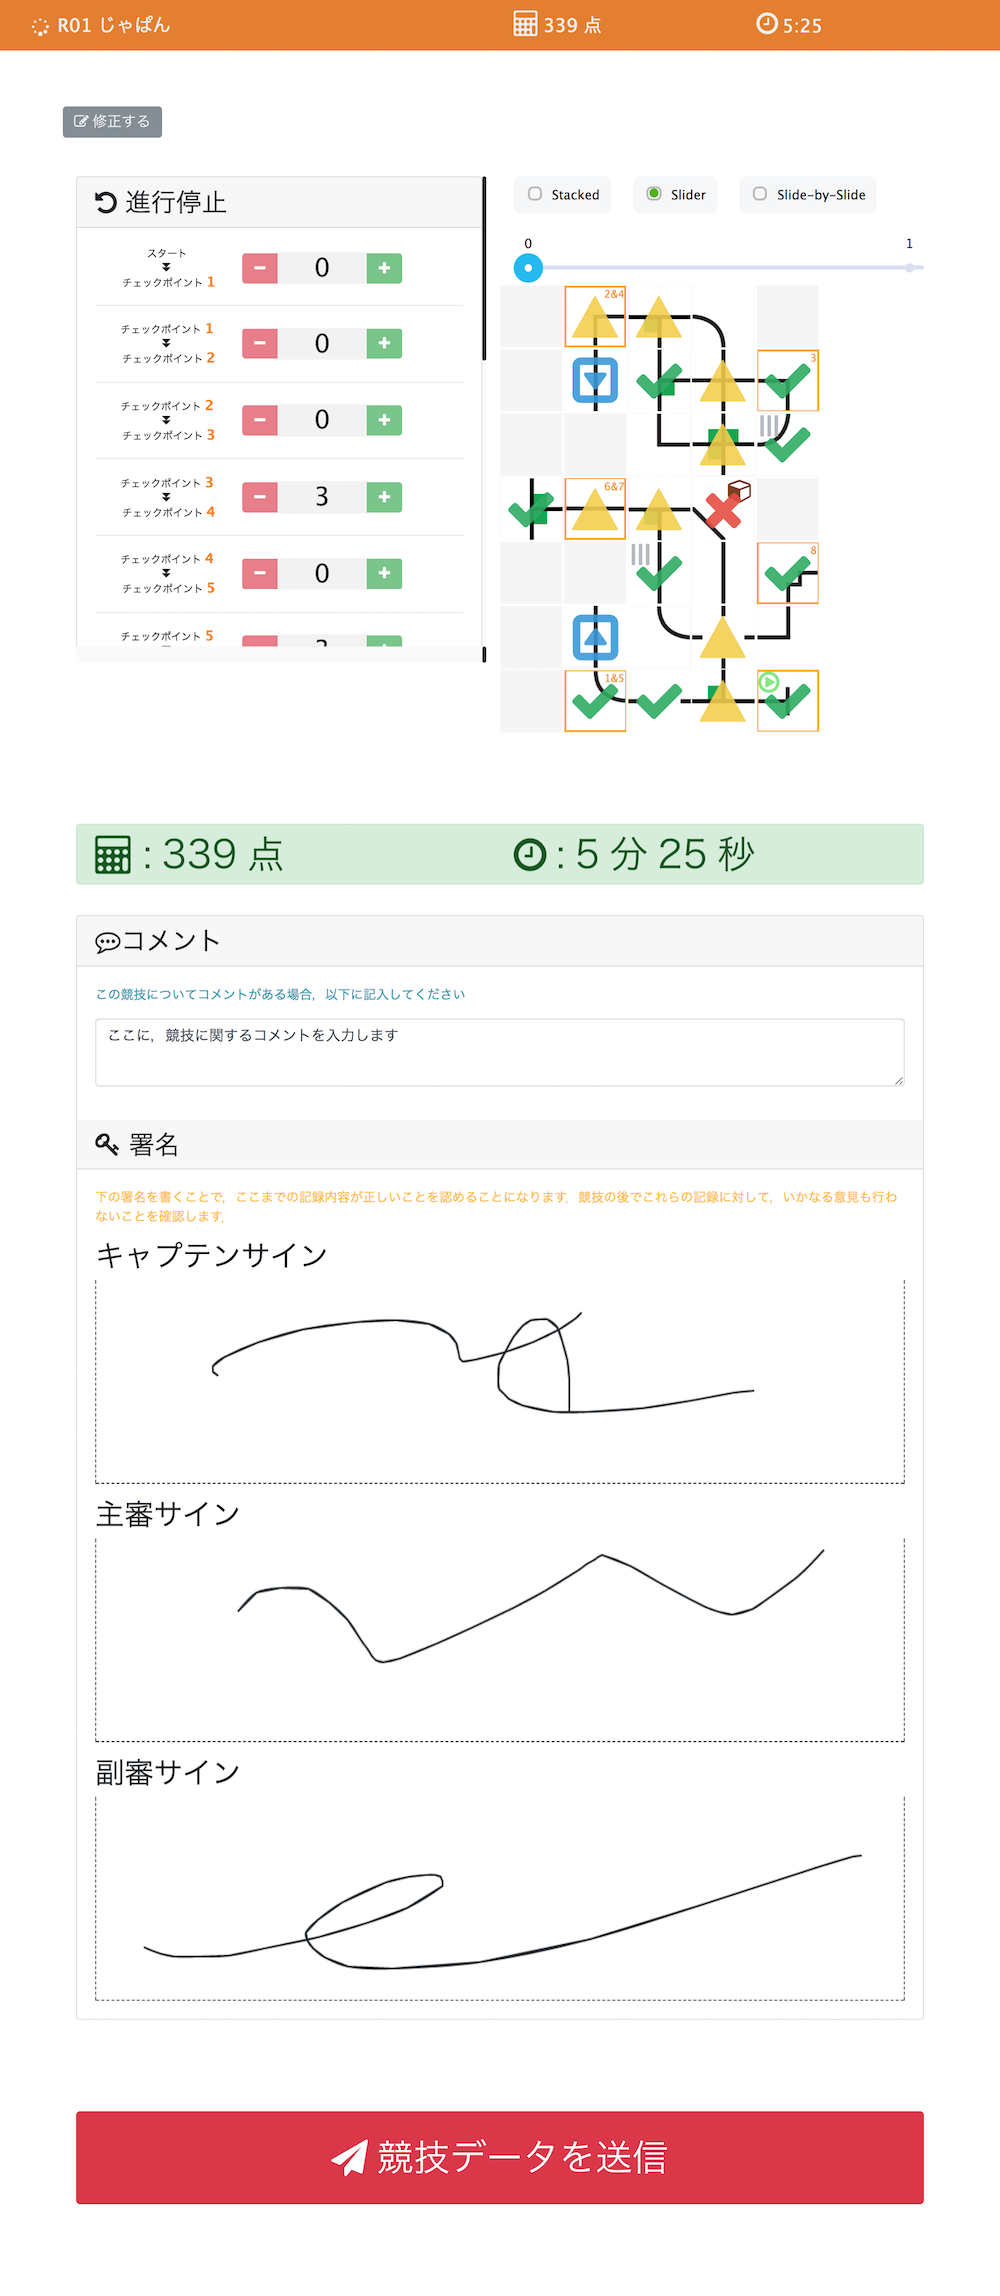 R01 じゃぱん
339 点
5:25
修正する
進行停止
スタート
チェックポイント 1
0
チェックポイント 1
チェックポイント 2
0
チェックポイント 2
チェックポイント 3
0
チェックポイント 3
チェックポイント 4
3
チェックポイント 4
チェックポイント 5
0
チェックポイント 5
Stacked
Slider
Slide-by-Slide
0
1
2&4
3
6&7
8
1&5
: 339 点
: 5 分 25 秒
コメント
この競技についてコメントがある場合，以下に記入してください
ここに，競技に関するコメントを入力します
署名
下の署名を書くことで，ここまでの記録内容が正しいことを認めることになります．競技の後でこれらの記録に対して，いかなる意見も行わ
ないことを確認します．
キャプテンサイン
主審サイン
副審サイン
競技データを送信